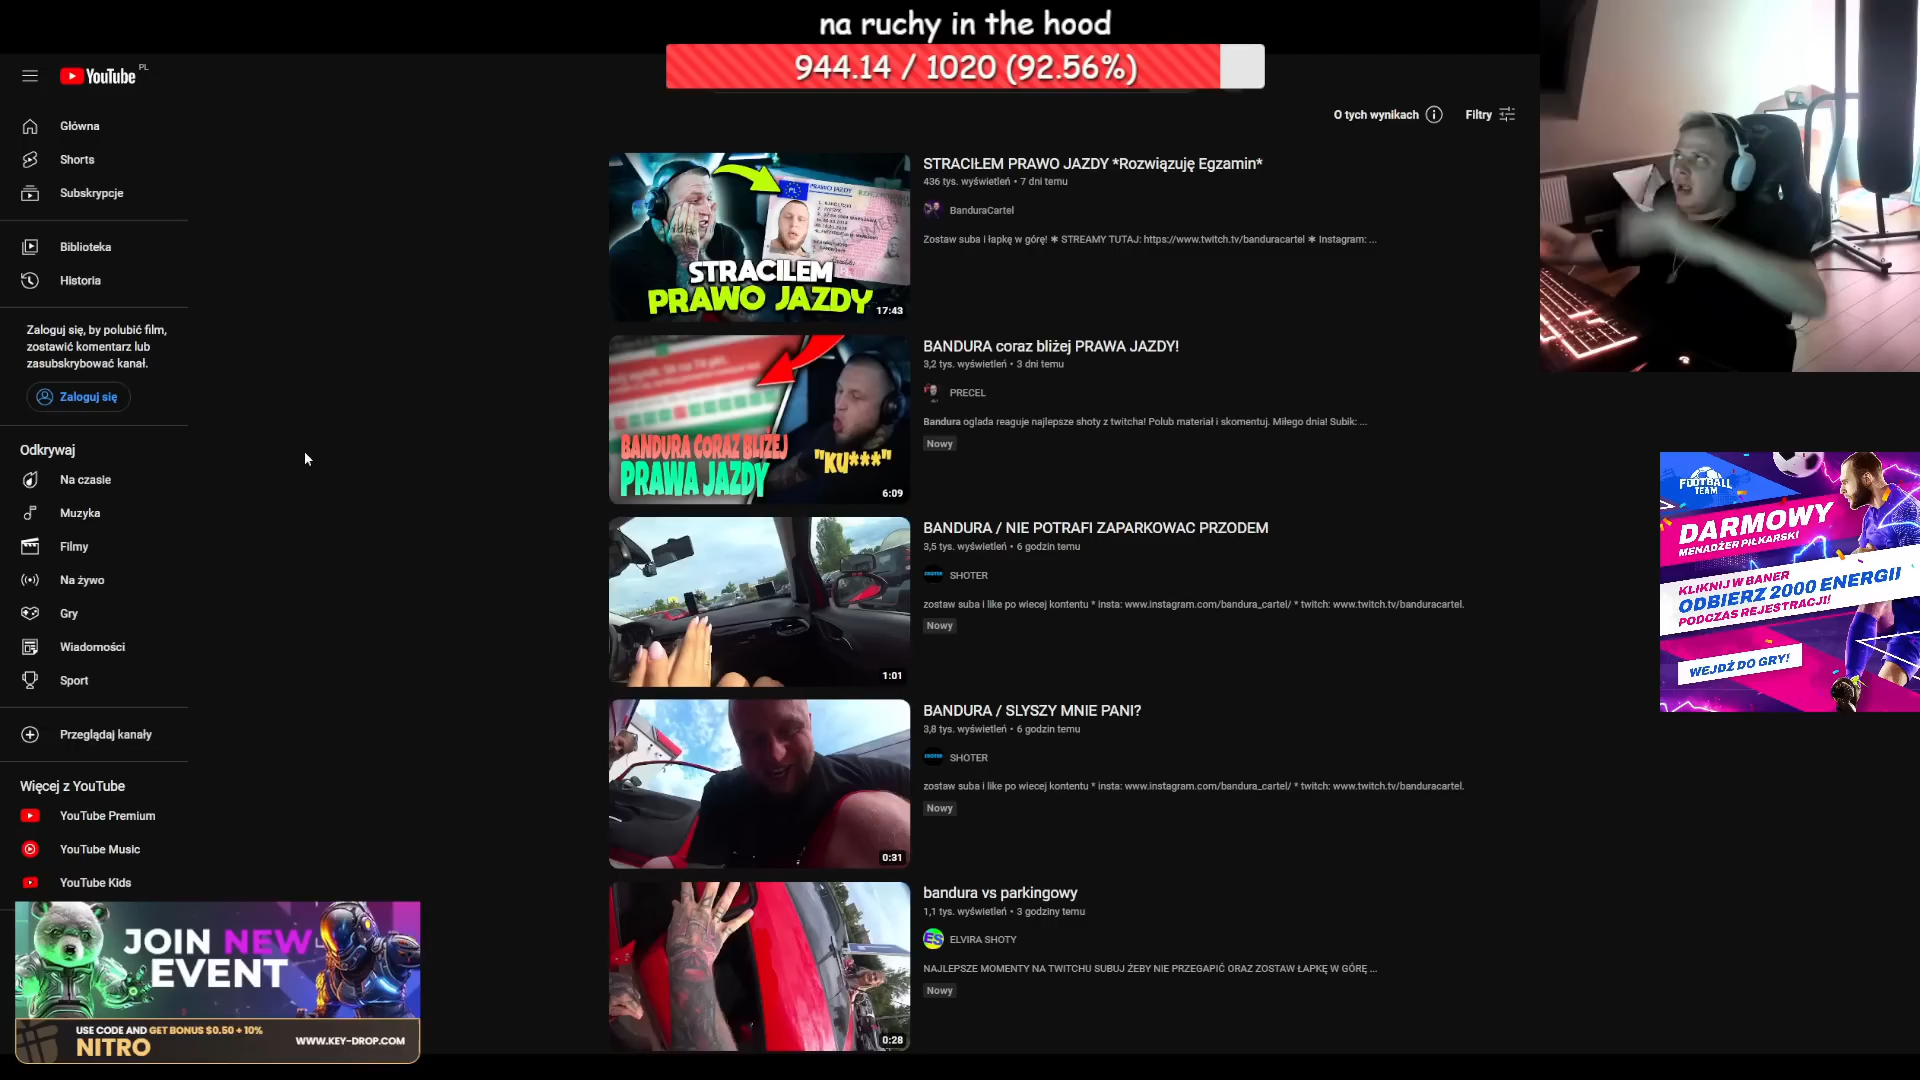 na ruchy in the hood
944.14 / 1020 (92.56%)
YouTube PL
Główna
Shorts
Subskrypcje
Biblioteka
Historia
Zaloguj się, by polubić film,
zostawić komentarz lub
zasubskrybować kanał.
Zaloguj się
Odkrywaj
Na czasie
Muzyka
Filmy
Na żywo
Gry
Wiadomości
Sport
Przeglądaj kanały
Więcej z YouTube
YouTube Premium
YouTube Music
YouTube Kids
JOIN NEW
EVENT
USE CODE AND GET BONUS $0.50 + 10%
NITRO
WWW.KEY-DROP.COM
O tych wynikach
Filtry
PRAWO JAZDY
STRACIŁEM
PRAWO JAZDY
17:43
STRACIŁEM PRAWO JAZDY *Rozwiązuję Egzamin*
436 tys. wyświetleń • 7 dni temu
BanduraCartel
Zostaw suba i łapkę w górę! ✱ STREAMY TUTAJ: https://www.twitch.tv/banduracartel ✱ Instagram: ...
BANDURA CORAZ BLIŻEJ
PRAWA JAZDY
"KU***"
6:09
BANDURA coraz bliżej PRAWA JAZDY!
3,2 tys. wyświetleń • 3 dni temu
PRECEL
Bandura oglada reaguje najlepsze shoty z twitcha! Polub materiał i skomentuj. Miłego dnia! Subik: ...
Nowy
1:01
BANDURA / NIE POTRAFI ZAPARKOWAC PRZODEM
3,5 tys. wyświetleń • 6 godzin temu
SHOTER
zostaw suba i like po wiecej kontentu * insta: www.instagram.com/bandura_cartel/ * twitch: www.twitch.tv/banduracartel.
Nowy
0:31
BANDURA / SLYSZY MNIE PANI?
3,8 tys. wyświetleń • 6 godzin temu
SHOTER
zostaw suba i like po wiecej kontentu * insta: www.instagram.com/bandura_cartel/ * twitch: www.twitch.tv/banduracartel.
Nowy
0:28
bandura vs parkingowy
1,1 tys. wyświetleń • 3 godziny temu
ES
ELVIRA SHOTY
NAJLEPSZE MOMENTY NA TWITCHU SUBUJ ŻEBY NIE PRZEGAPIĆ ORAZ ZOSTAW ŁAPKĘ W GÓRĘ ...
Nowy
FOOTBALL
TEAM
DARMOWY
MENADŻER PIŁKARSKI
KLIKNIJ W BANER
ODBIERZ 2000 ENERGII
PODCZAS REJESTRACJI!
WEJDŹ DO GRY!